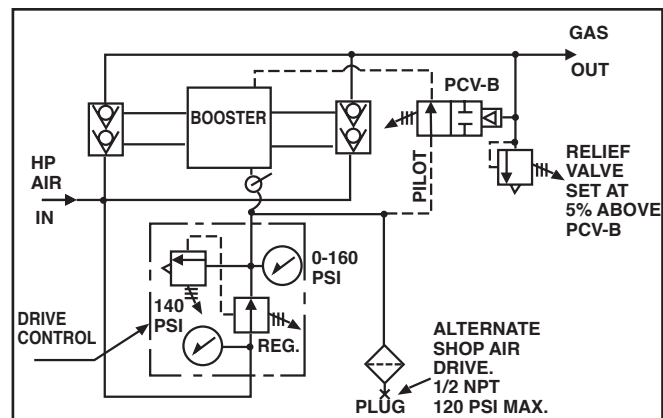 GAS
OUT
PCV-B
BOOSTER
HP
AIR
IN
PILOT
RELIEF
VALVE
SET AT
5% ABOVE
PCV-B
0-160
PSI
140
PSI
DRIVE
CONTROL
REG.
ALTERNATE
SHOP AIR
DRIVE.
1/2 NPT
120 PSI MAX.
PLUG